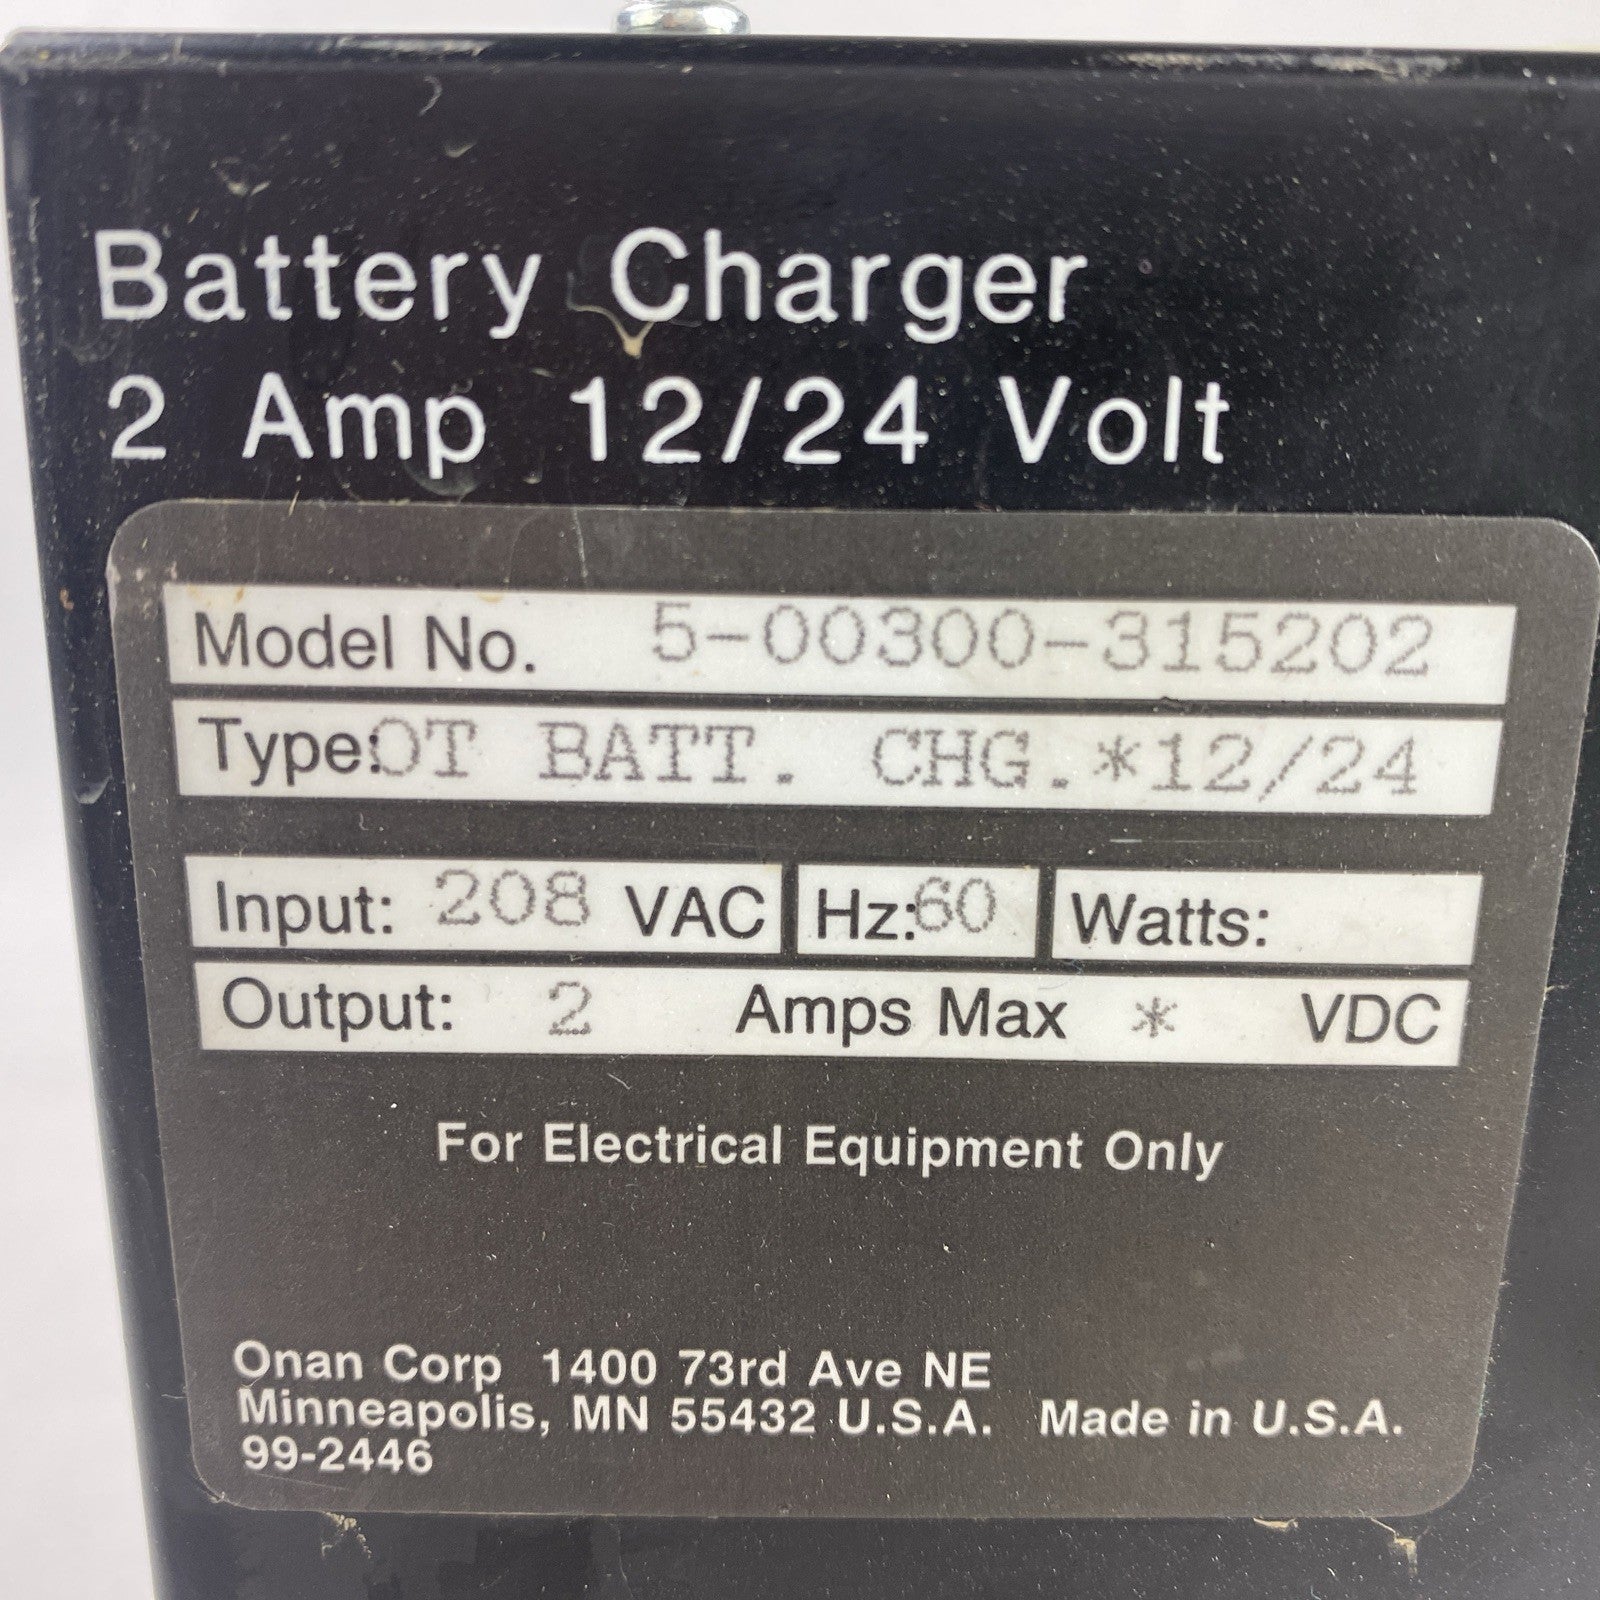 Battery Charger
2 Amp 12/24 Volt
Model No. 5-00300-315202
Type:OT BATT. CHG.*12/24
Input: 208 VAC Hz:60 Watts:
Output: 2 Amps Max * VDC
For Electrical Equipment Only
Onan Corp 1400 73rd Ave NE
Minneapolis, MN 55432 U.S.A. Made in U.S.A.
99-2446